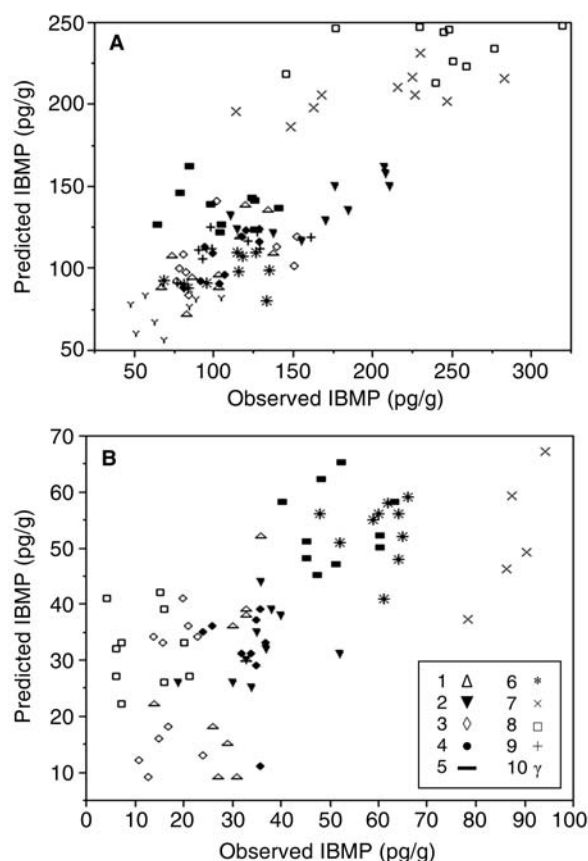 A
Predicted IBMP (pg/g)
250
200
150
100
50
50 100 150 200 250 300
Observed IBMP (pg/g)
B
Predicted IBMP (pg/g)
70
60
50
40
30
20
10
1 6
2 7
3 8
4 9
5 10
0 10 20 30 40 50 60 70 80 90 100
Observed IBMP (pg/g)